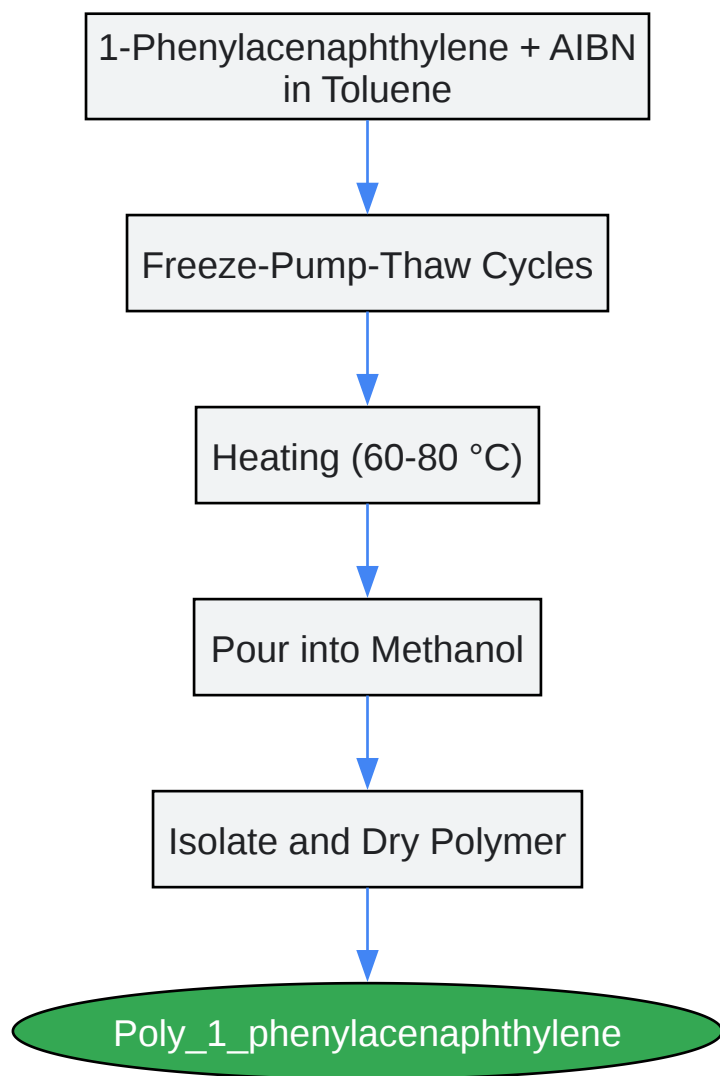 1-Phenylacenaphthylene + AIBN
in Toluene
Freeze-Pump-Thaw Cycles
Heating (60-80 °C)
Pour into Methanol
Isolate and Dry Polymer
Poly_1_phenylacenaphthylene